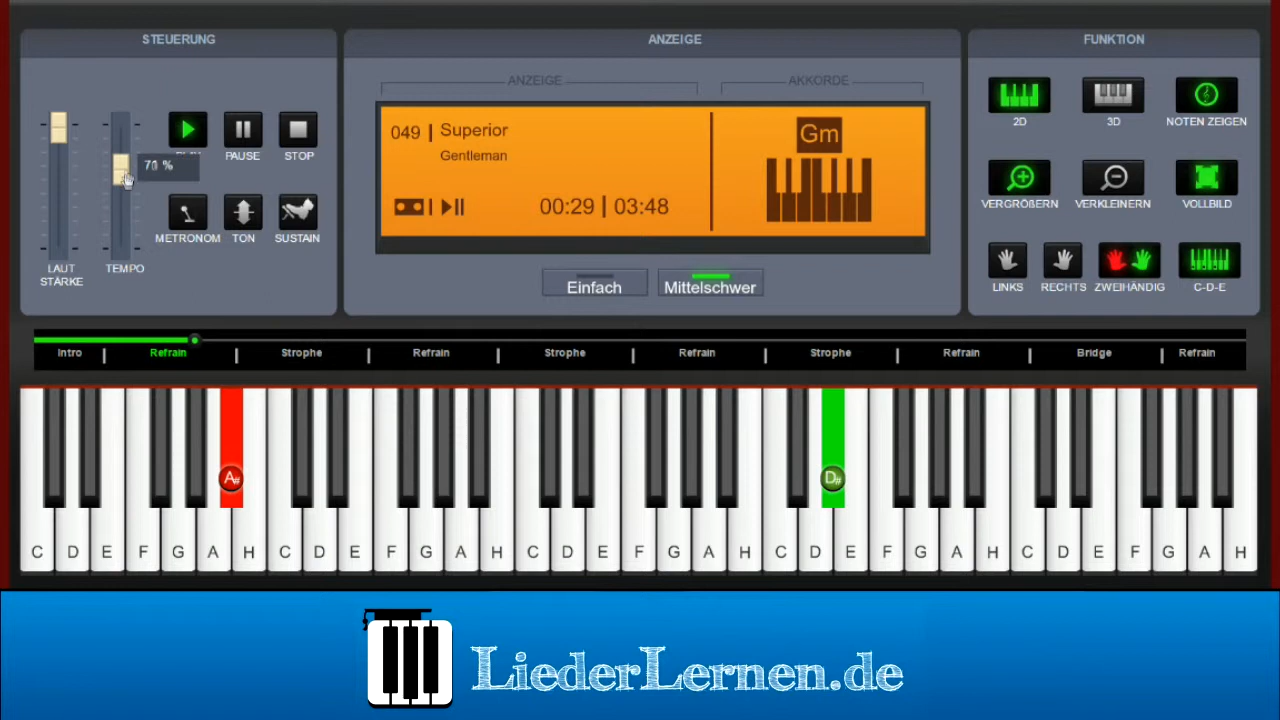 STEUERUNG
ANZEIGE
FUNKTION
ANZEIGE
AKKORDE
049 | Superior
Gentleman
Gm
00:29 | 03:48
%
PAUSE
STOP
METRONOM
TON
SUSTAIN
LAUT
STÄRKE
TEMPO
Einfach
Mittelschwer
2D
3D
NOTEN ZEIGEN
VERGRÖßERN
VERKLEINERN
VOLLBILD
LINKS
RECHTS
ZWEIHÄNDIG
C-D-E
Intro | Refrain | Strophe | Refrain | Strophe | Refrain | Strophe | Refrain | Bridge | Refrain
A#
D#
C D E F G A H C D E F G A H C D E F G A H C D E F G A H C D E F G A H
LiederLernen.de